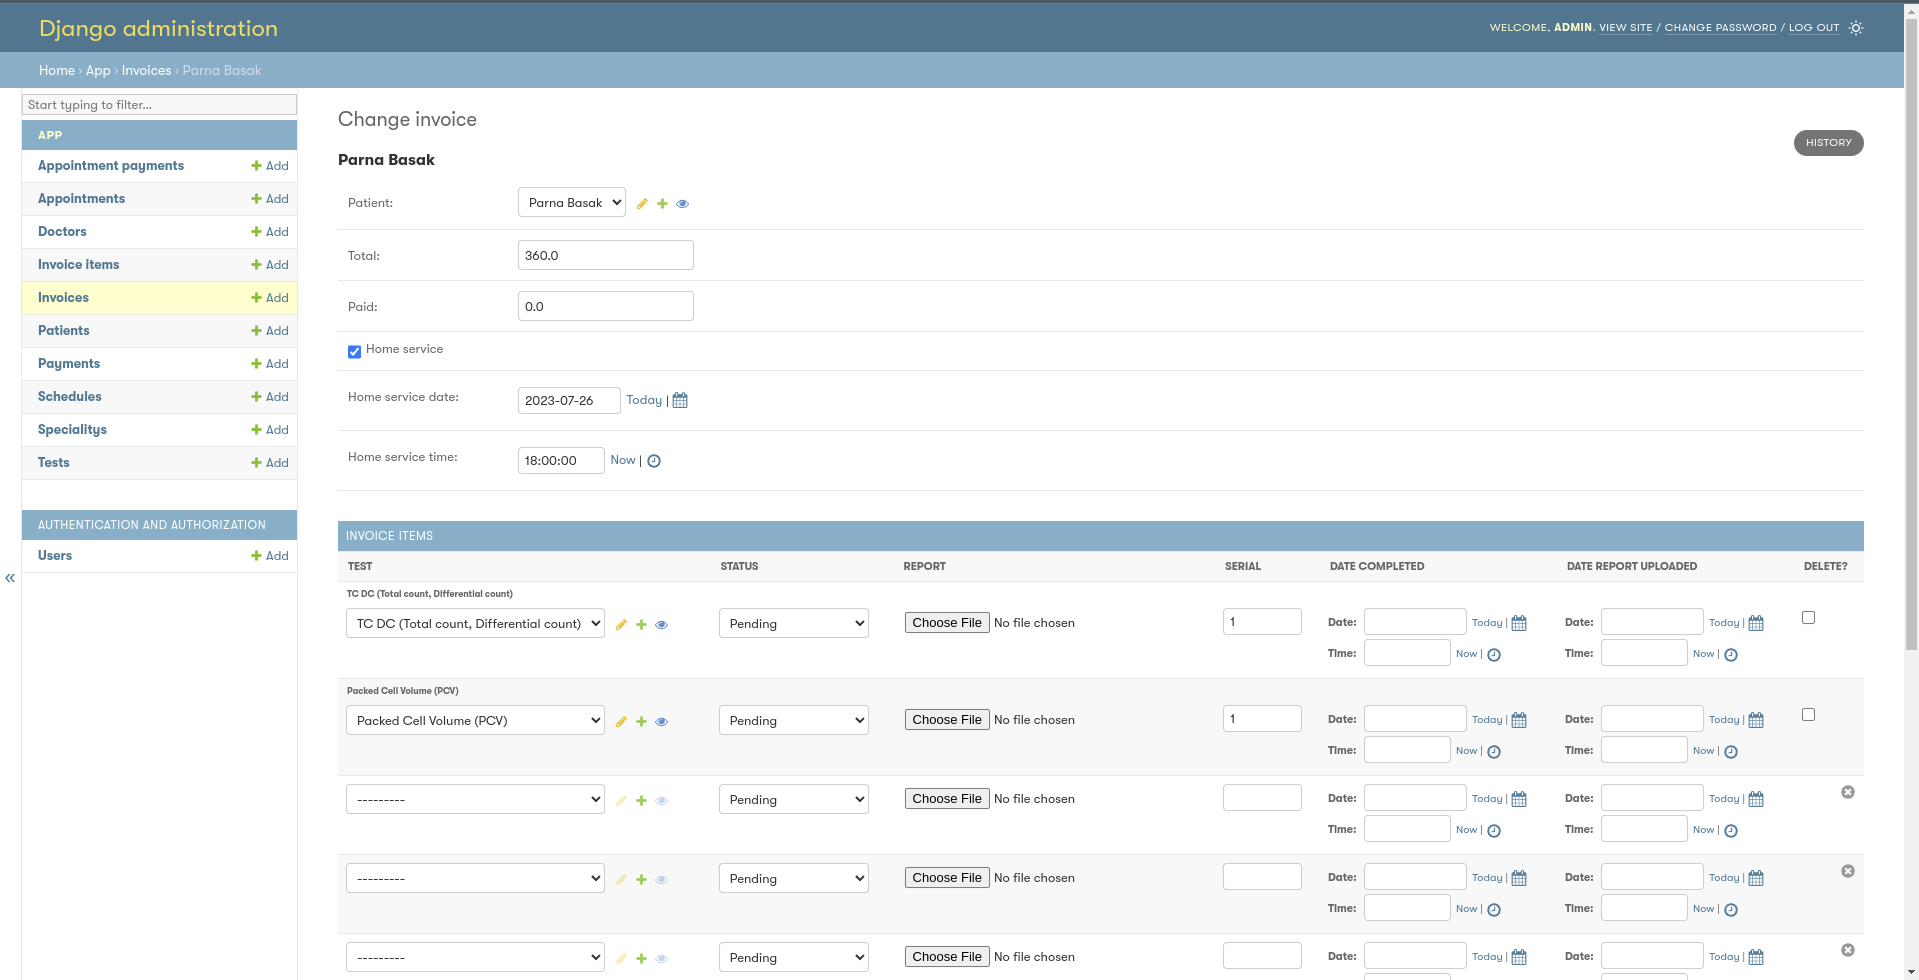 Django administration
WELCOME, ADMIN. VIEW SITE / CHANGE PASSWORD / LOG OUT
Home › App › Invoices › Parna Basak
Start typing to filter...
APP
Appointment payments Add
Appointments Add
Doctors Add
Invoice items Add
Invoices Add
Patients Add
Payments Add
Schedules Add
Specialitys Add
Tests Add
AUTHENTICATION AND AUTHORIZATION
Users Add
«
Change invoice
HISTORY
Parna Basak
Patient: Parna Basak
Total: 360.0
Paid: 0.0
Home service
Home service date: 2023-07-26 Today |
Home service time: 18:00:00 Now |
INVOICE ITEMS
TEST STATUS REPORT SERIAL DATE COMPLETED DATE REPORT UPLOADED DELETE?
TC DC (Total count, Differential count)
TC DC (Total count, Differential count) Pending Choose File No file chosen 1 Date: Today | Date: Today |
Time: Now | Time: Now |
Packed Cell Volume (PCV)
Packed Cell Volume (PCV) Pending Choose File No file chosen 1 Date: Today | Date: Today |
Time: Now | Time: Now |
--------- Pending Choose File No file chosen Date: Today | Date: Today |
Time: Now | Time: Now |
--------- Pending Choose File No file chosen Date: Today | Date: Today |
Time: Now | Time: Now |
--------- Pending Choose File No file chosen Date: Today | Date: Today |